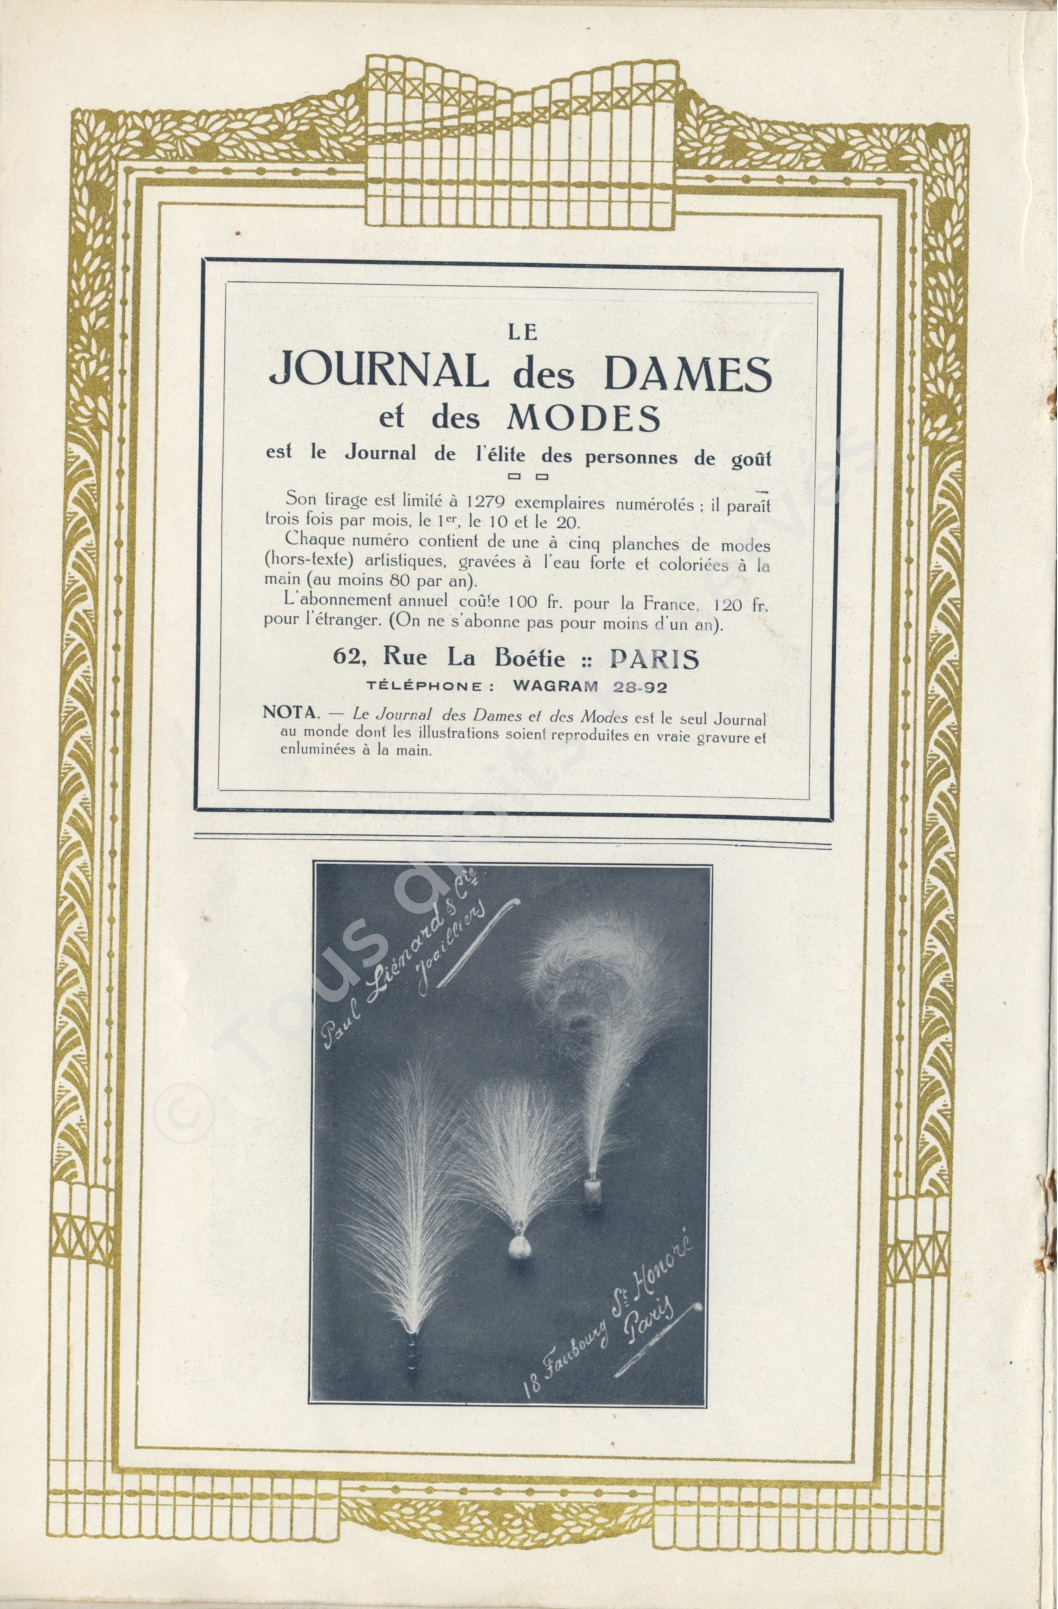 LE
JOURNAL des DAMES
et des MODES
est le Journal de l'élite des personnes de goût
Son tirage est limité à 1279 exemplaires numérotés ; il paraît
trois fois par mois, le 1er, le 10 et le 20.
Chaque numéro contient de une à cinq planches de modes
(hors-texte) artistiques, gravées à l'eau forte et coloriées à la
main (au moins 80 par an).
L'abonnement annuel coûte 100 fr. pour la France, 120 fr.
pour l'étranger. (On ne s'abonne pas pour moins d'un an).
62, Rue La Boétie :: PARIS
TÉLÉPHONE : WAGRAM 28-92
NOTA. — Le Journal des Dames et des Modes est le seul Journal
au monde dont les illustrations soient reproduites en vraie gravure et
enluminées à la main.
Paul Liénard & Cie
Joailliers
18 Faubourg St Honoré
Paris
© Tous droits réservés